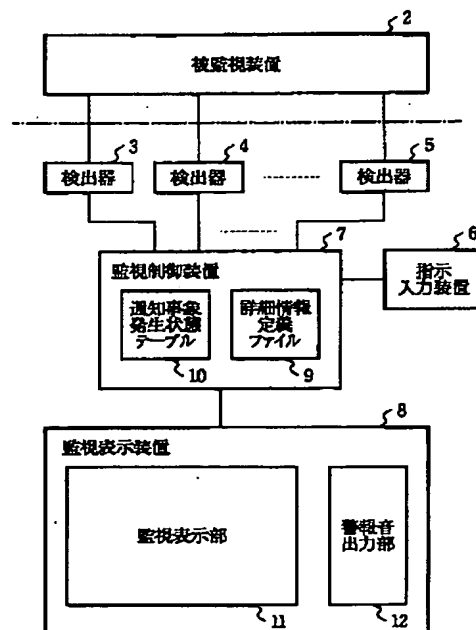 2
被監視装置
3
4
5
検出器
検出器
検出器
7
6
監視制御装置
指示
入力装置
通知事象
発生状態
テーブル
詳細情報
定義
ファイル
10
9
8
監視表示装置
監視表示部
警報音
出力部
11
12